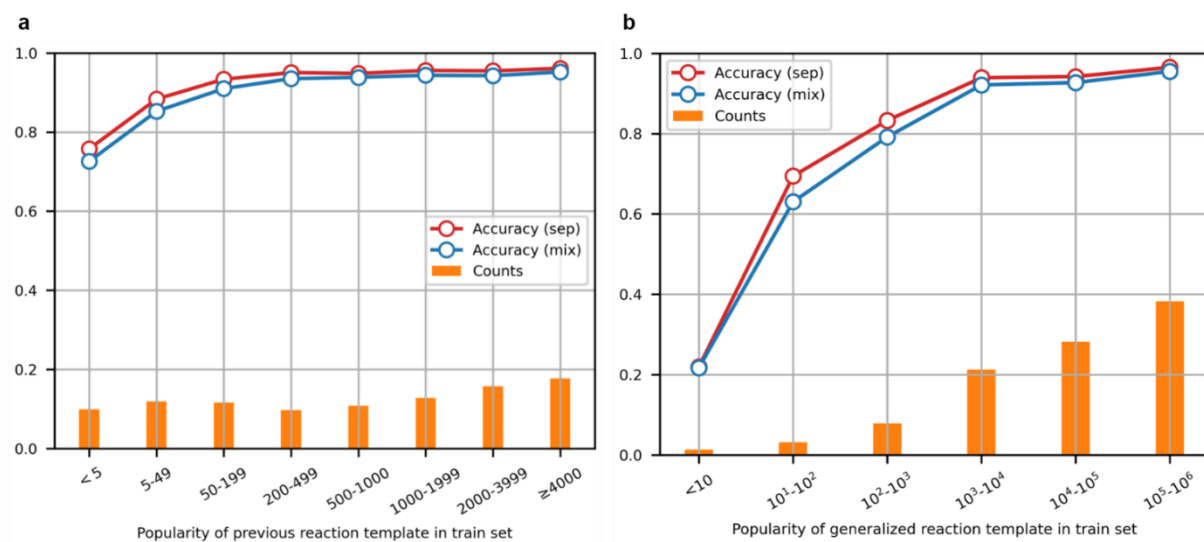 a
1.0
0.8
0.6
0.4
0.2
0.0
Accuracy (sep)
Accuracy (mix)
Counts
<5
5-49
50-199
200-499
500-1000
1000-1999
2000-3999
≥4000
Popularity of previous reaction template in train set
b
1.0
0.8
0.6
0.4
0.2
0.0
Accuracy (sep)
Accuracy (mix)
Counts
<10
10¹-10²
10²-10³
10³-10⁴
10⁴-10⁵
10⁵-10⁶
Popularity of generalized reaction template in train set